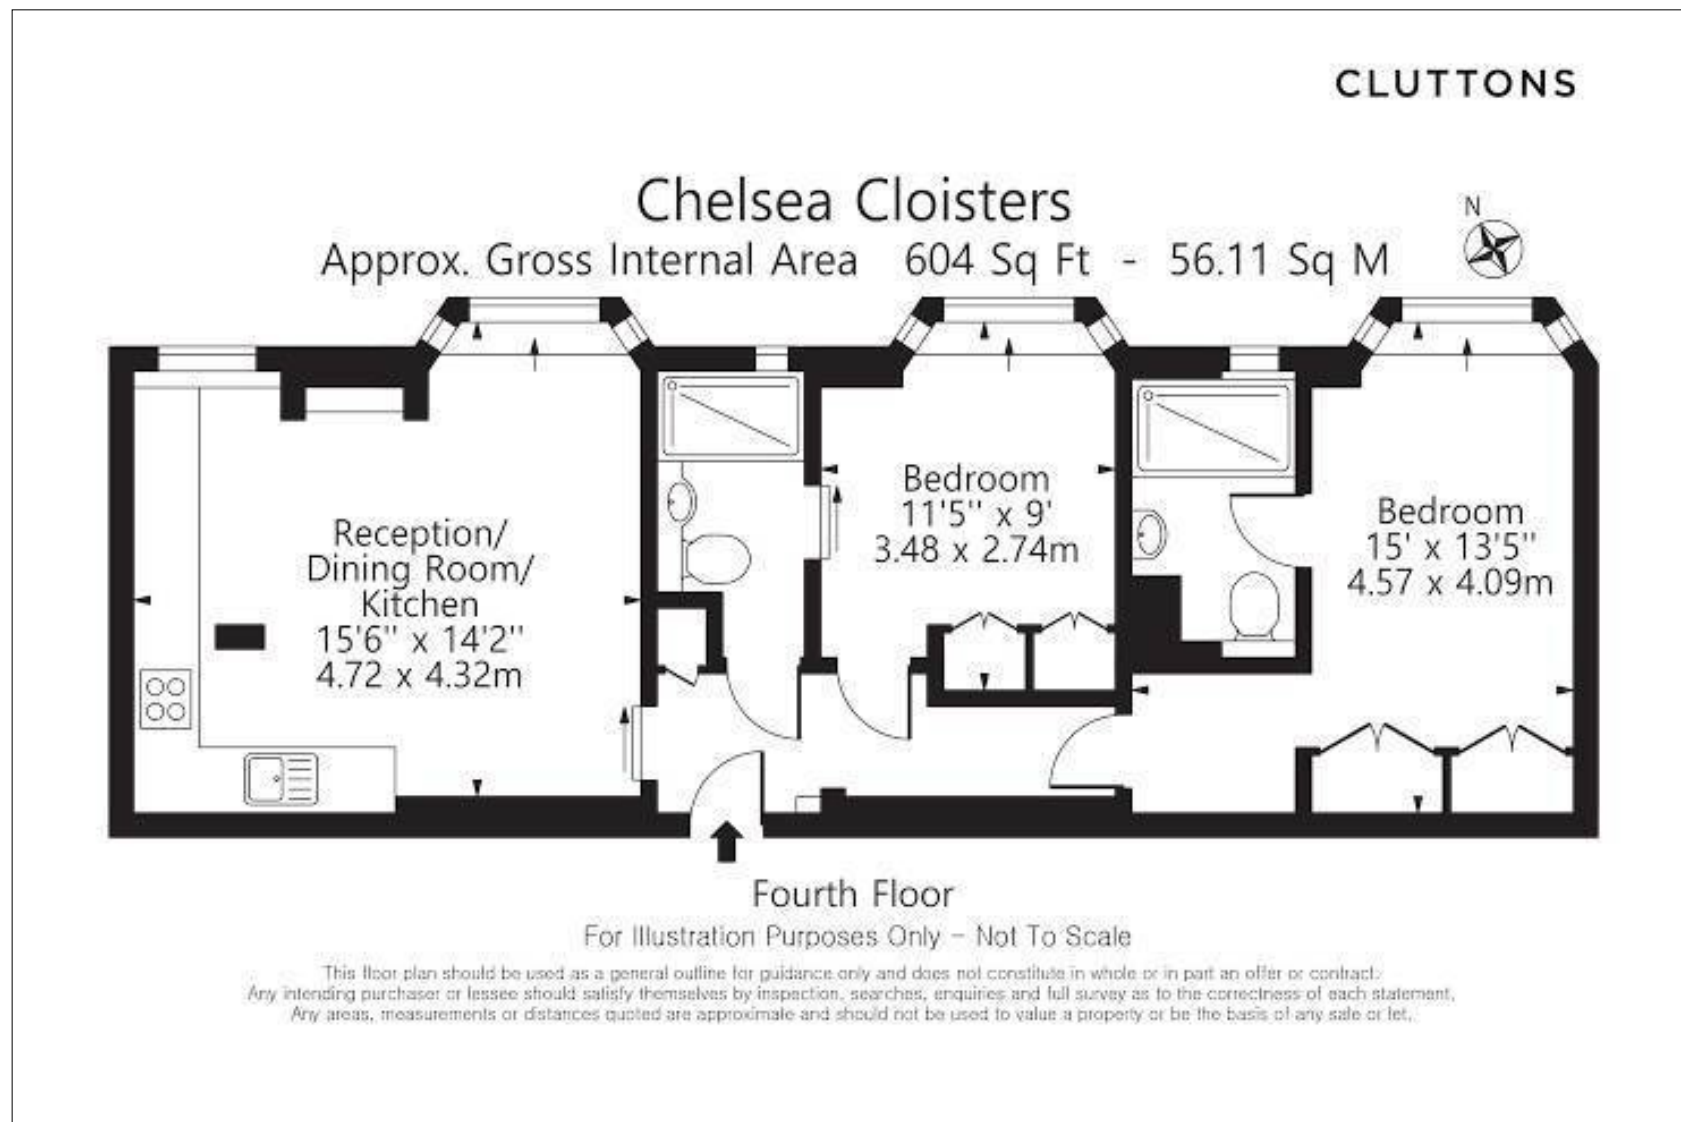 CLUTTONS
Chelsea Cloisters
N
Approx. Gross Internal Area 604 Sq Ft - 56.11 Sq M
Reception/
Dining Room/
Kitchen
15'6'' x 14'2''
4.72 x 4.32m
Bedroom
11'5'' x 9'
3.48 x 2.74m
Bedroom
15' x 13'5''
4.57 x 4.09m
Fourth Floor
For Illustration Purposes Only - Not To Scale
This floor plan should be used as a general outline for guidance only and does not constitute in whole or in part an offer or contract.
Any intending purchaser or lessee should satisfy themselves by inspection, searches, enquiries and full survey as to the correctness of each statement.
Any areas, measurements or distances quoted are approximate and should not be used to value a property or be the basis of any sale or let.